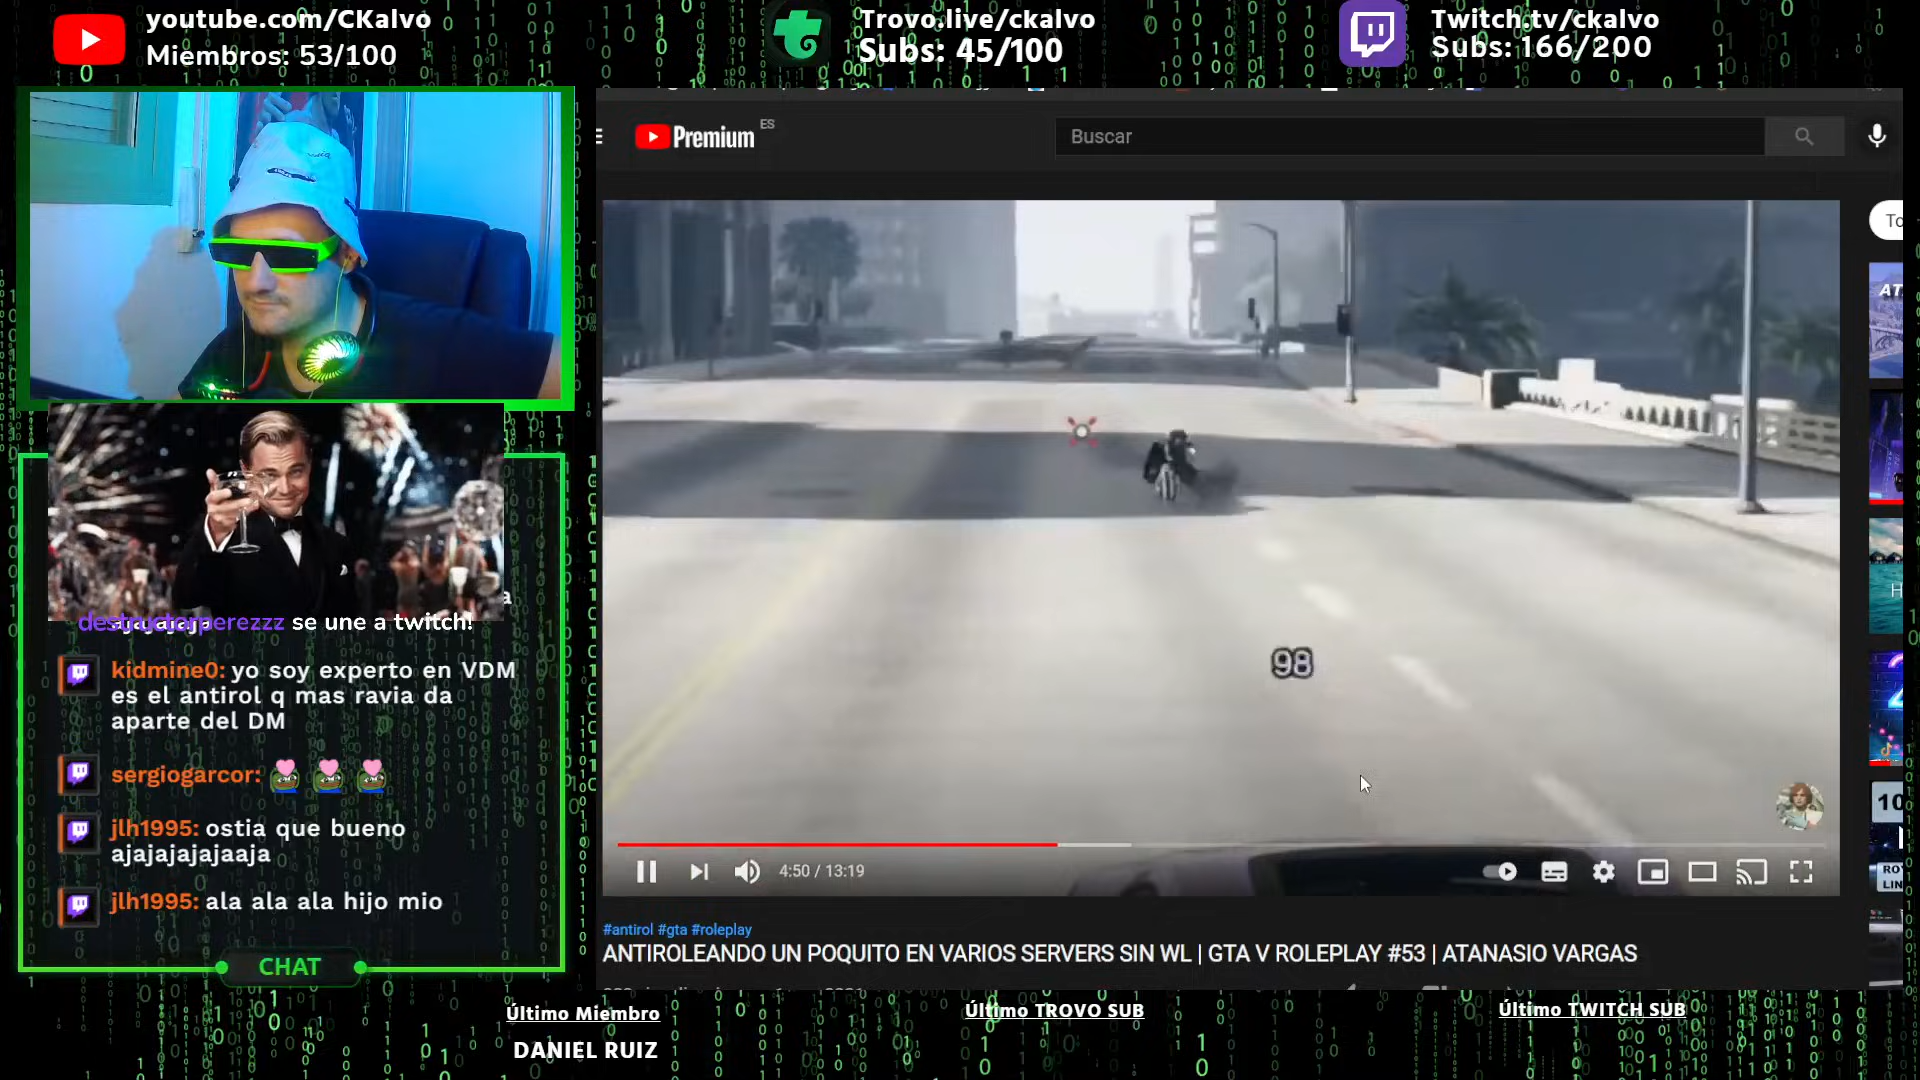 youtube.com/CKalvo
Miembros: 53/100
Trovo.live/ckalvo
Subs: 45/100
Twitch.tv/ckalvo
Subs: 166/200
Premium ES
Buscar
98
4:50 / 13:19
#antirol #gta #roleplay
ANTIROLEANDO UN POQUITO EN VARIOS SERVERS SIN WL | GTA V ROLEPLAY #53 | ATANASIO VARGAS
destructorperezzz se une a twitch!
kidmine0: yo soy experto en VDM
es el antirol q mas ravia da
aparte del DM
sergiogarcor:
jlh1995: ostia que bueno
ajajajajajaaja
jlh1995: ala ala ala hijo mio
CHAT
Último Miembro
DANIEL RUIZ
Último TROVO SUB
Último TWITCH SUB